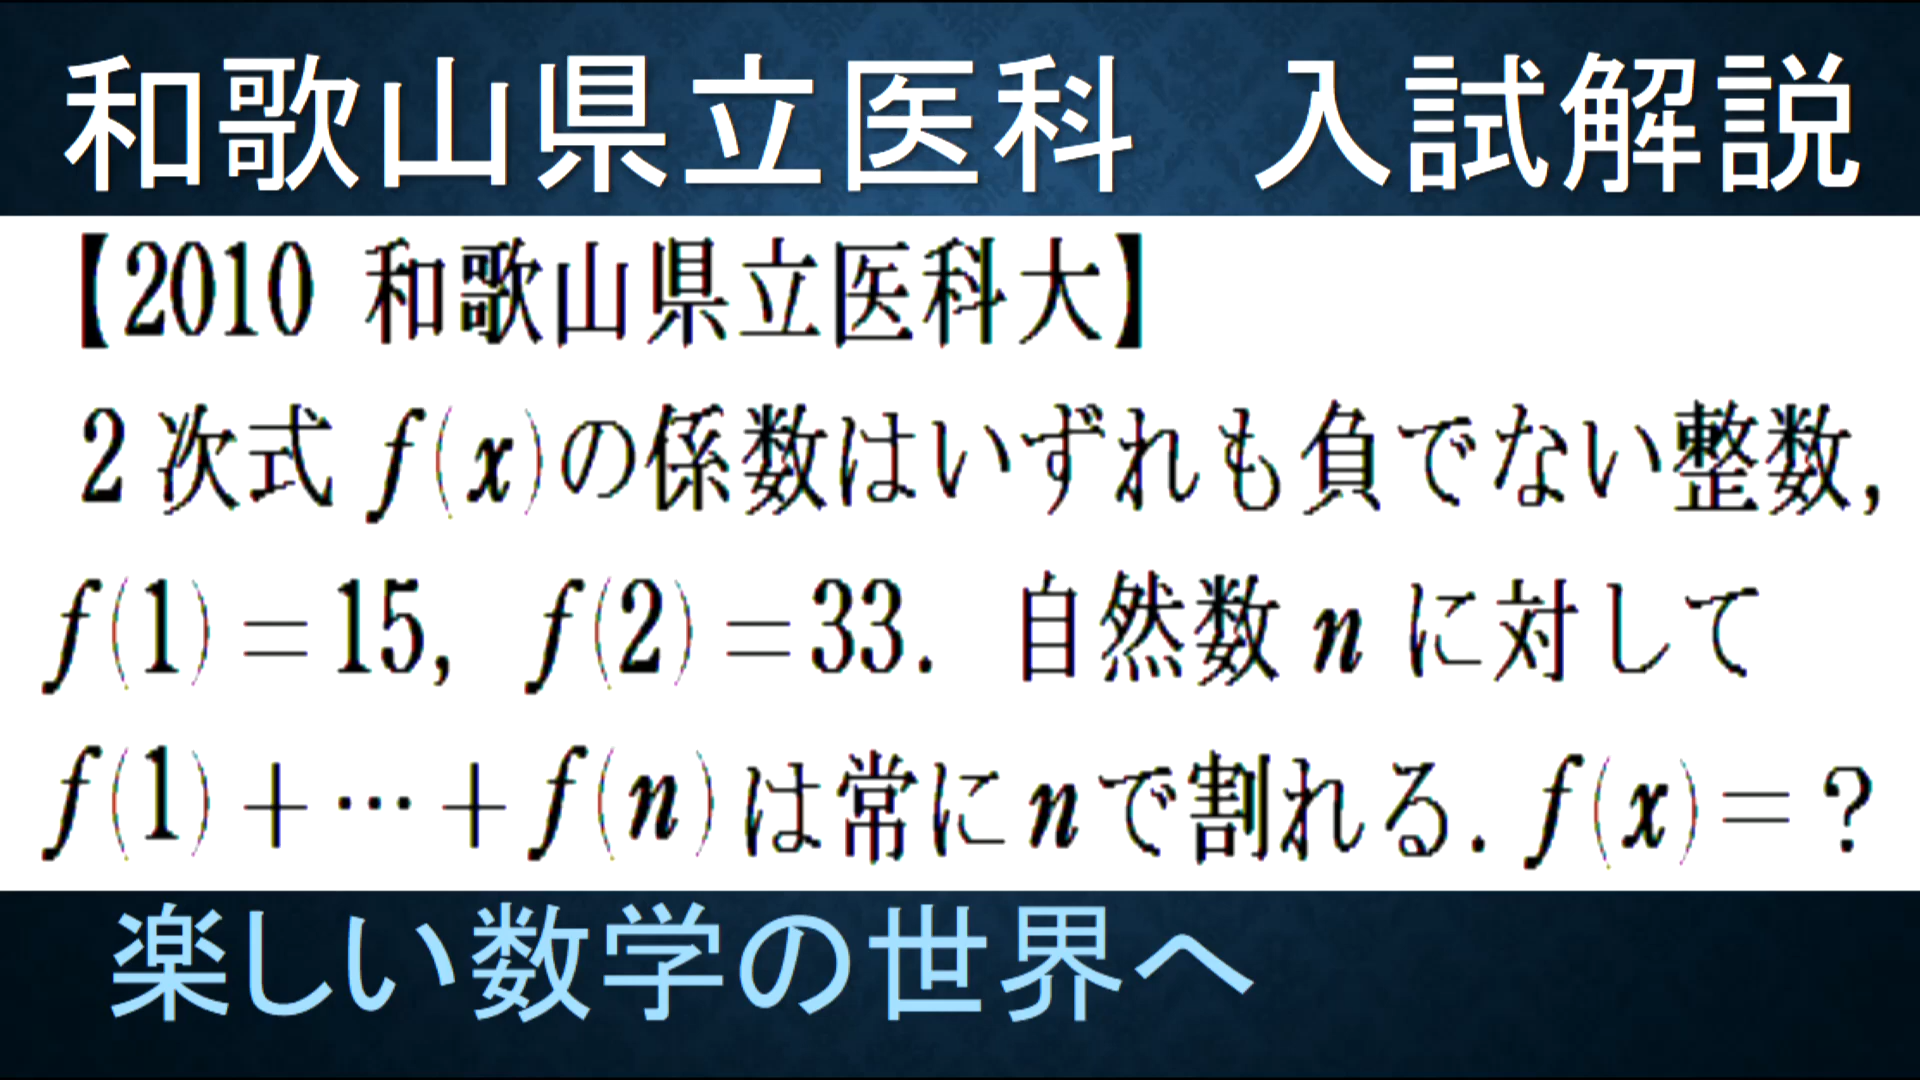 和歌山県立医科　入試解説
【2010 和歌山県立医科大】
2次式 f(x)の係数はいずれも負でない整数,
f(1)=15, f(2)=33. 自然数 n に対して
f(1)+…+f(n)は常にnで割れる. f(x)=?
楽しい数学の世界へ